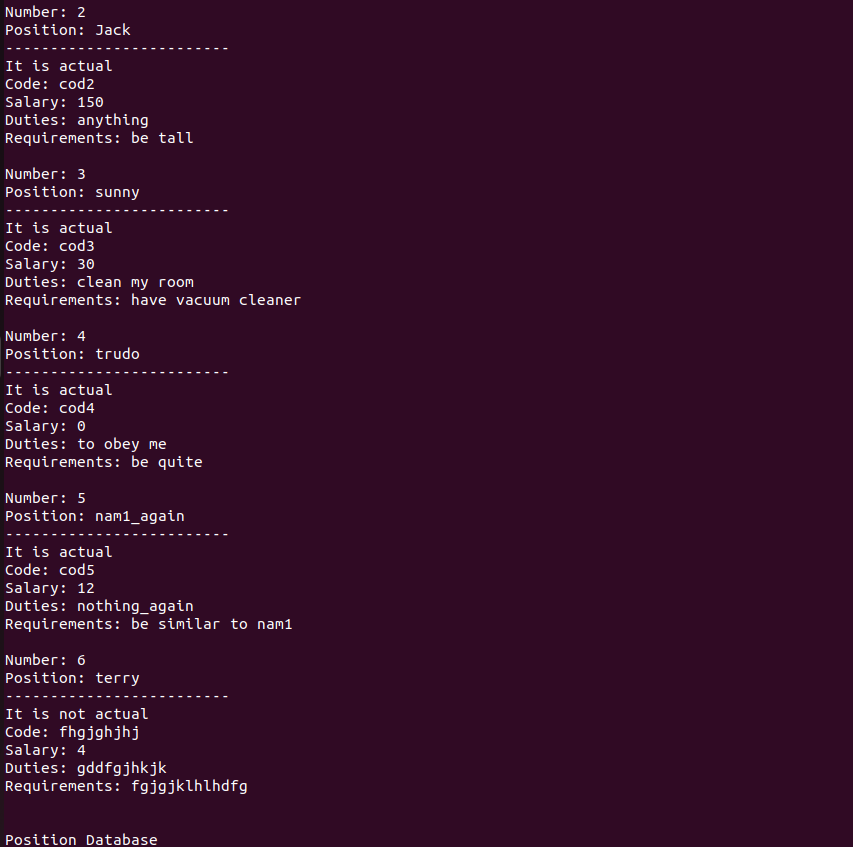 Number: 2
Position: Jack
-------------------------
It is actual
Code: cod2
Salary: 150
Duties: anything
Requirements: be tall

Number: 3
Position: sunny
-------------------------
It is actual
Code: cod3
Salary: 30
Duties: clean my room
Requirements: have vacuum cleaner

Number: 4
Position: trudo
-------------------------
It is actual
Code: cod4
Salary: 0
Duties: to obey me
Requirements: be quite

Number: 5
Position: nam1_again
-------------------------
It is actual
Code: cod5
Salary: 12
Duties: nothing_again
Requirements: be similar to nam1

Number: 6
Position: terry
-------------------------
It is not actual
Code: fhgjghjhj
Salary: 4
Duties: gddfgjhkjk
Requirements: fgjgjklhlhdfg

Position Database